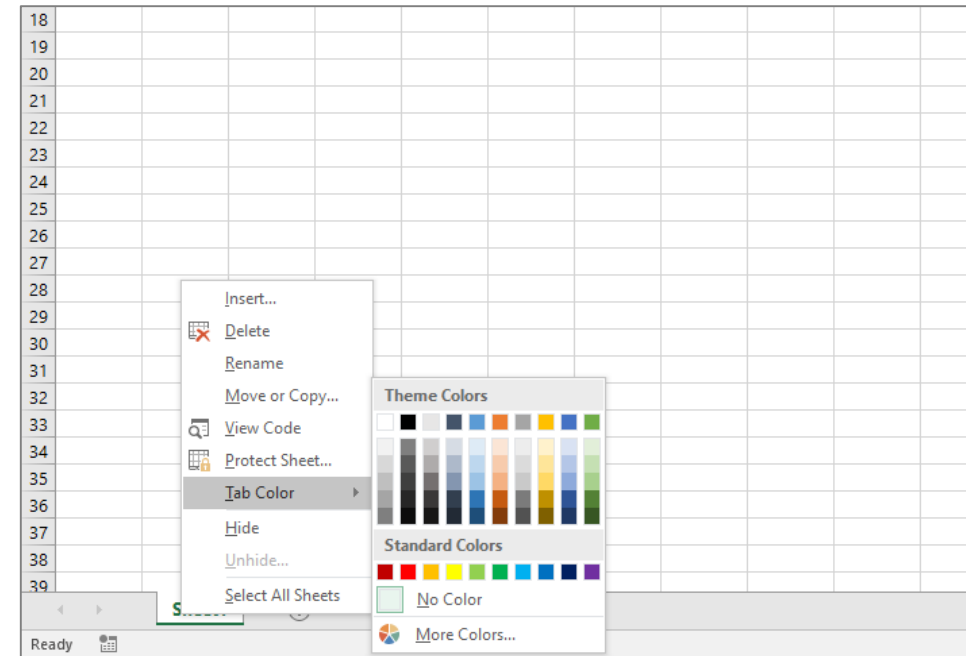 18
19
20
21
22
23
24
25
26
27
28
29
30
31
32
33
34
35
36
37
38
39
Insert...
Delete
Rename
Move or Copy...
View Code
Protect Sheet...
Tab Color
Hide
Unhide...
Select All Sheets
Theme Colors
Standard Colors
No Color
More Colors...
Ready